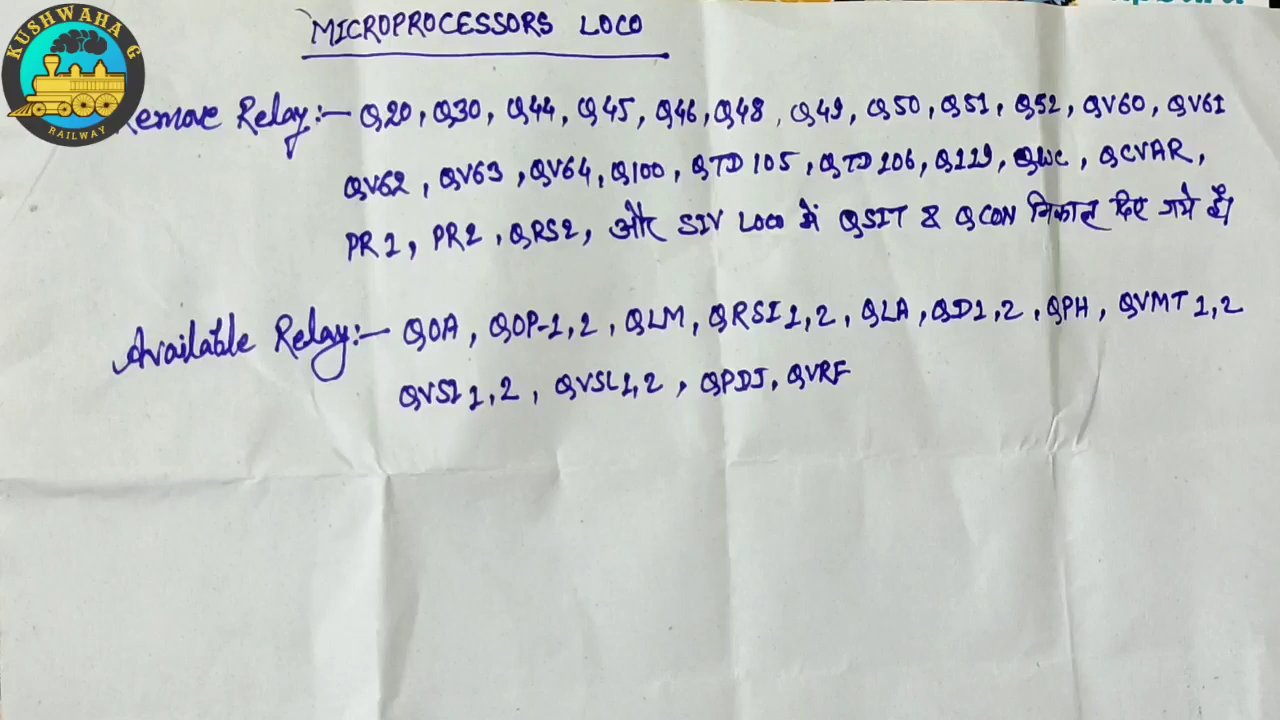 KUSHWAHA G
RAILWAY
MICROPROCESSORS LOCO
Remove Relay:- Q20, Q30, Q44, Q45, Q46, Q48, Q49, Q50, Q51, Q52, QV60, QV61
QV62, QV63, QV64, Q100, QTD 105, QTD 106, Q119, QWC, QCVAR,
PR1, PR2, QRS2, और SIV LOCO में QSIT & QCON निकाल दिए गये हैं।
Available Relay:- QOA, QOP-1,2, QLM, QRSI 1,2, QLA, QD1,2, QPH, QVMT 1,2
QVSI 1,2, QVSL1,2, QPDJ, QVRF